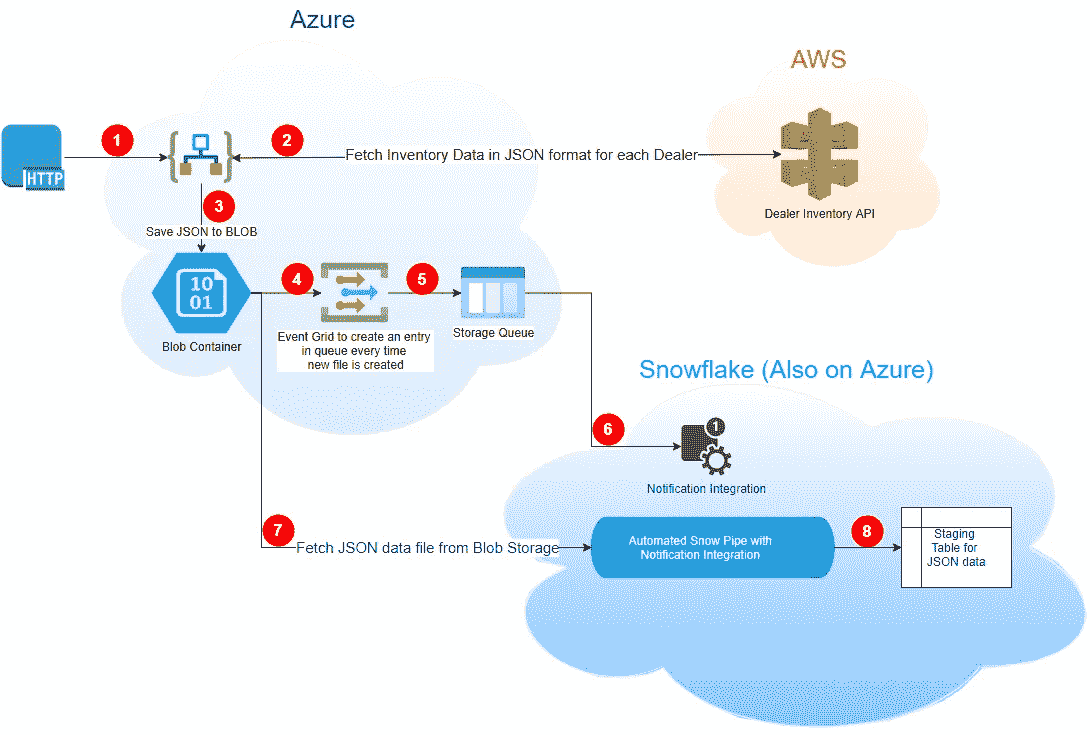 Azure
AWS
1
2
HTTP
Fetch Inventory Data in JSON format for each Dealer
Dealer Inventory API
3
Save JSON to BLOB
4
5
10
01
Blob Container
Event Grid to create an entry
in queue every time
new file is created
Storage Queue
Snowflake (Also on Azure)
6
1
Notification Integration
7
Fetch JSON data file from Blob Storage
Automated Snow Pipe with
Notification Integration
8
Staging
Table for
JSON data